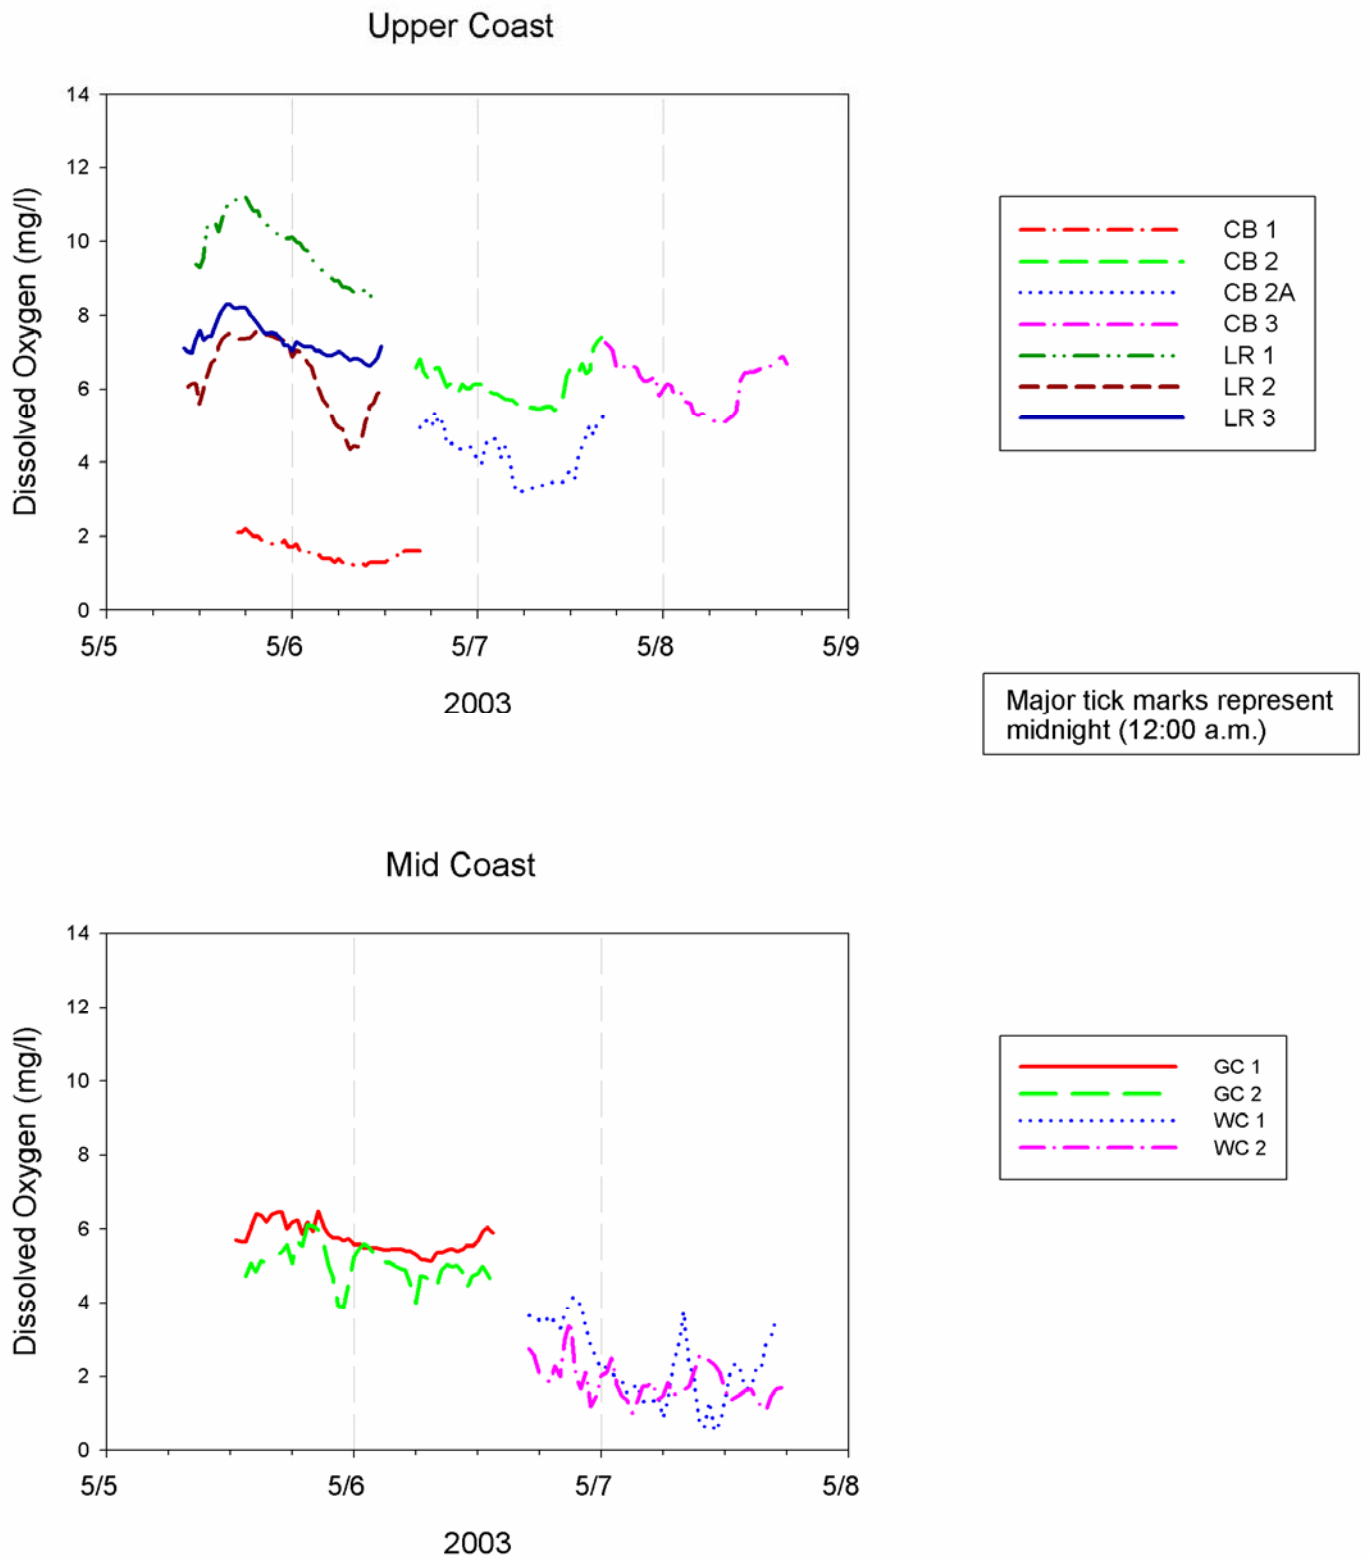 Upper Coast
14
12
10
8
6
4
2
0
Dissolved Oxygen (mg/l)
5/5 5/6 5/7 5/8 5/9
2003
CB 1
CB 2
CB 2A
CB 3
LR 1
LR 2
LR 3
Major tick marks represent
midnight (12:00 a.m.)
Mid Coast
14
12
10
8
6
4
2
0
Dissolved Oxygen (mg/l)
5/5 5/6 5/7 5/8
2003
GC 1
GC 2
WC 1
WC 2